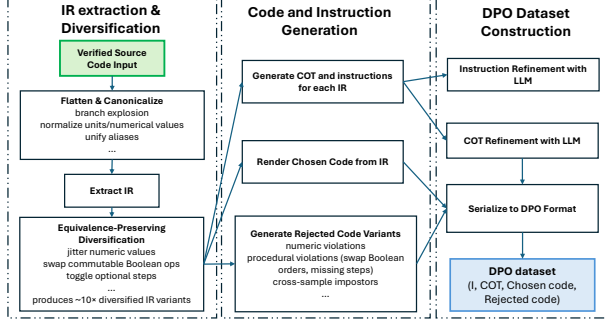 IR extraction &
Diversification
Verified Source
Code Input
Flatten & Canonicalize
branch explosion
normalize units/numerical values
unify aliases
...
Extract IR
Equivalence-Preserving
Diversification
jitter numeric values
swap commutable Boolean ops
toggle optional steps
...
produces ~10× diversified IR variants
Code and Instruction
Generation
Generate COT and instructions
for each IR
Render Chosen Code from IR
Generate Rejected Code Variants
numeric violations
procedural violations (swap Boolean
orders, missing steps)
cross-sample impostors
...
DPO Dataset
Construction
Instruction Refinement with
LLM
COT Refinement with LLM
Serialize to DPO Format
DPO dataset
(I, COT, Chosen code,
Rejected code)